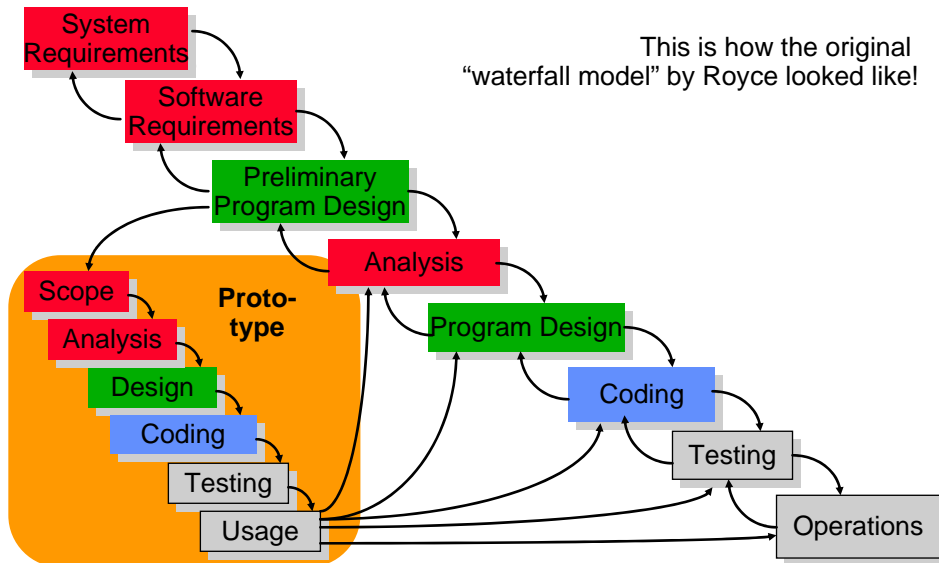 System
Requirements
This is how the original
“waterfall model” by Royce looked like!
Software
Requirements
Preliminary
Program Design
Analysis
Scope
Proto-
type
Analysis
Program Design
Design
Coding
Coding
Testing
Testing
Usage
Operations